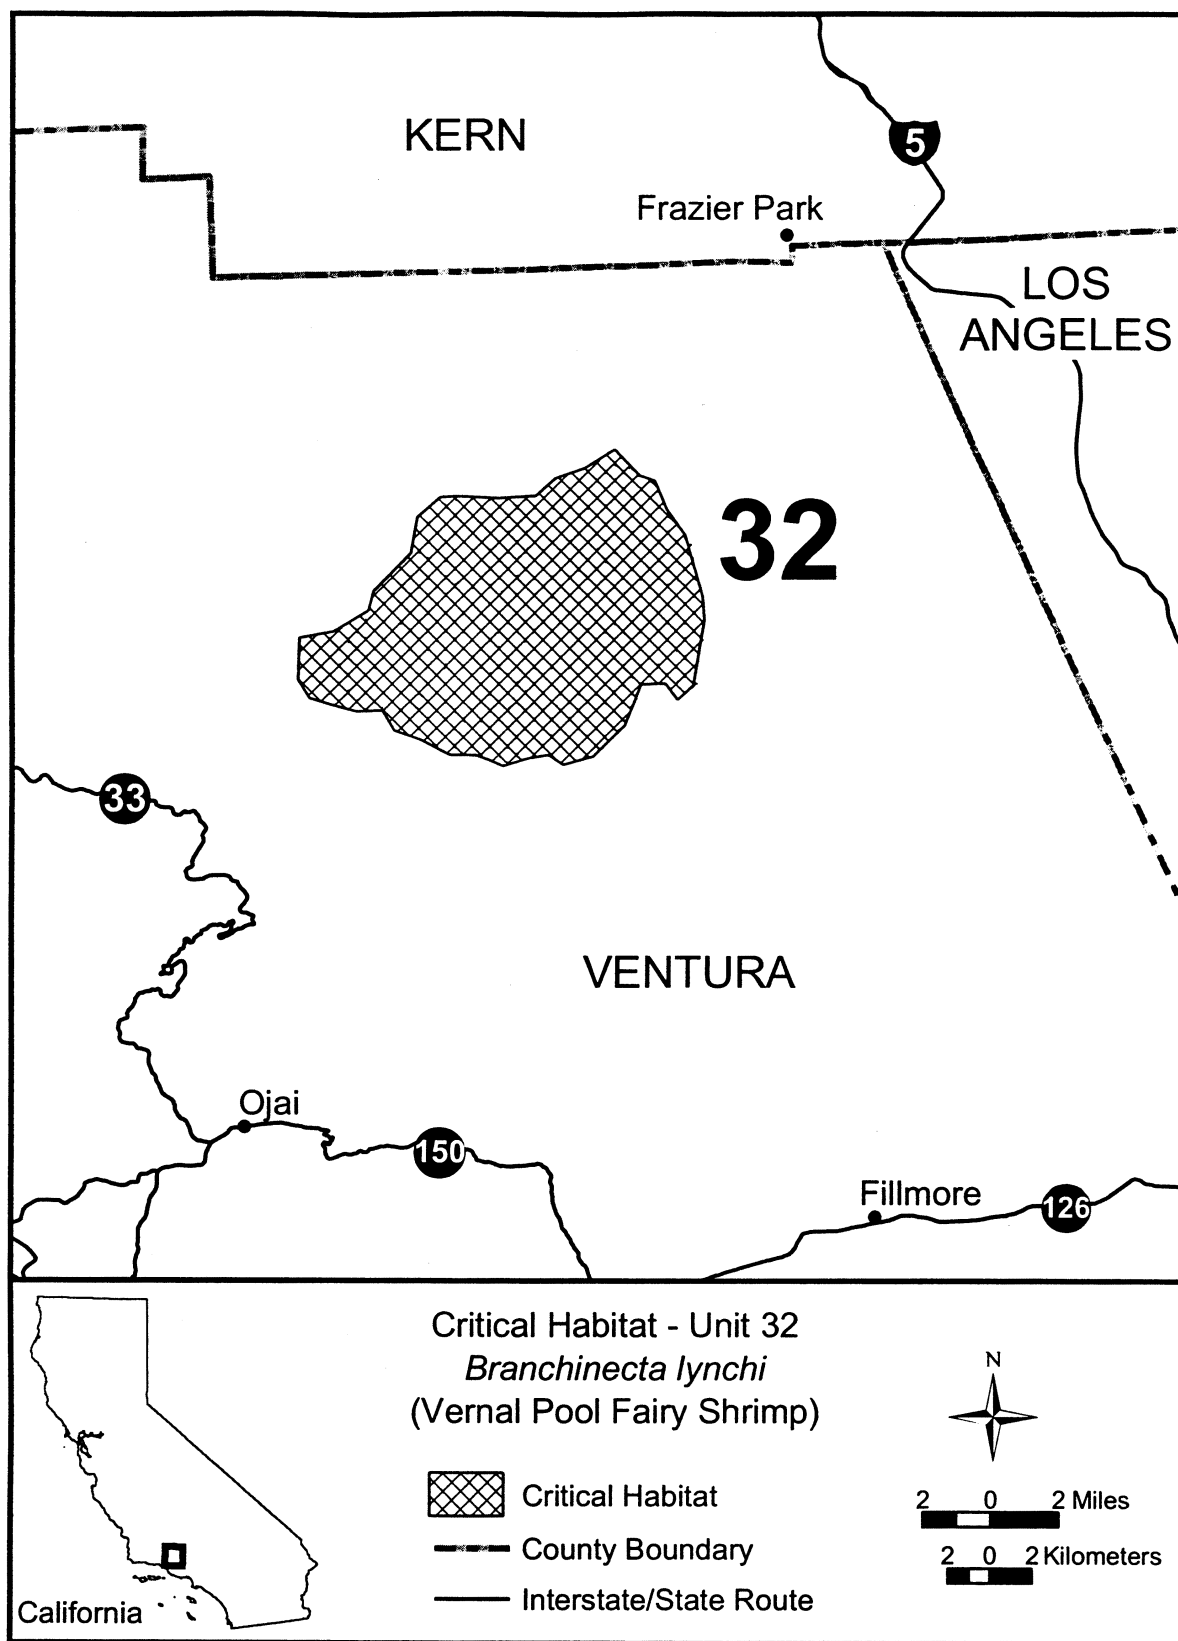 KERN
5
Frazier Park
LOS
ANGELES
32
33
VENTURA
Ojai
150
Fillmore
126
Critical Habitat - Unit 32
Branchinecta lynchi
(Vernal Pool Fairy Shrimp)
N
Critical Habitat
County Boundary
Interstate/State Route
2 0 2 Miles
2 0 2 Kilometers
California